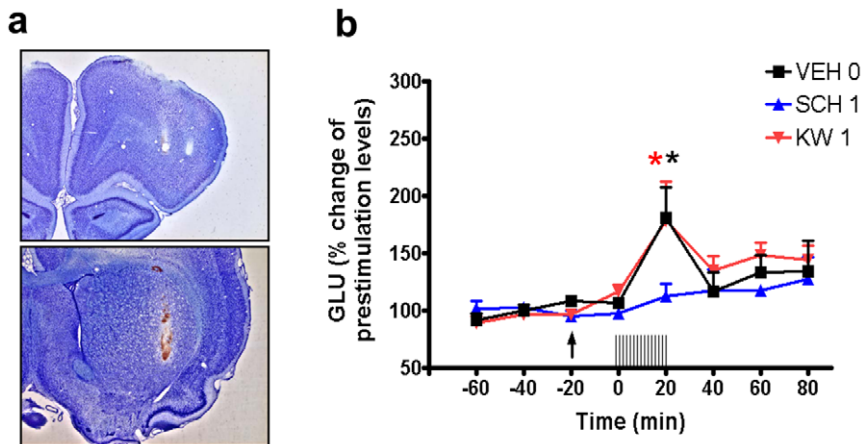 a
b
VEH 0
SCH 1
KW 1
GLU (% change of
prestimulation levels)
300
250
200
150
100
50
**
-60 -40 -20 0 20 40 60 80
Time (min)